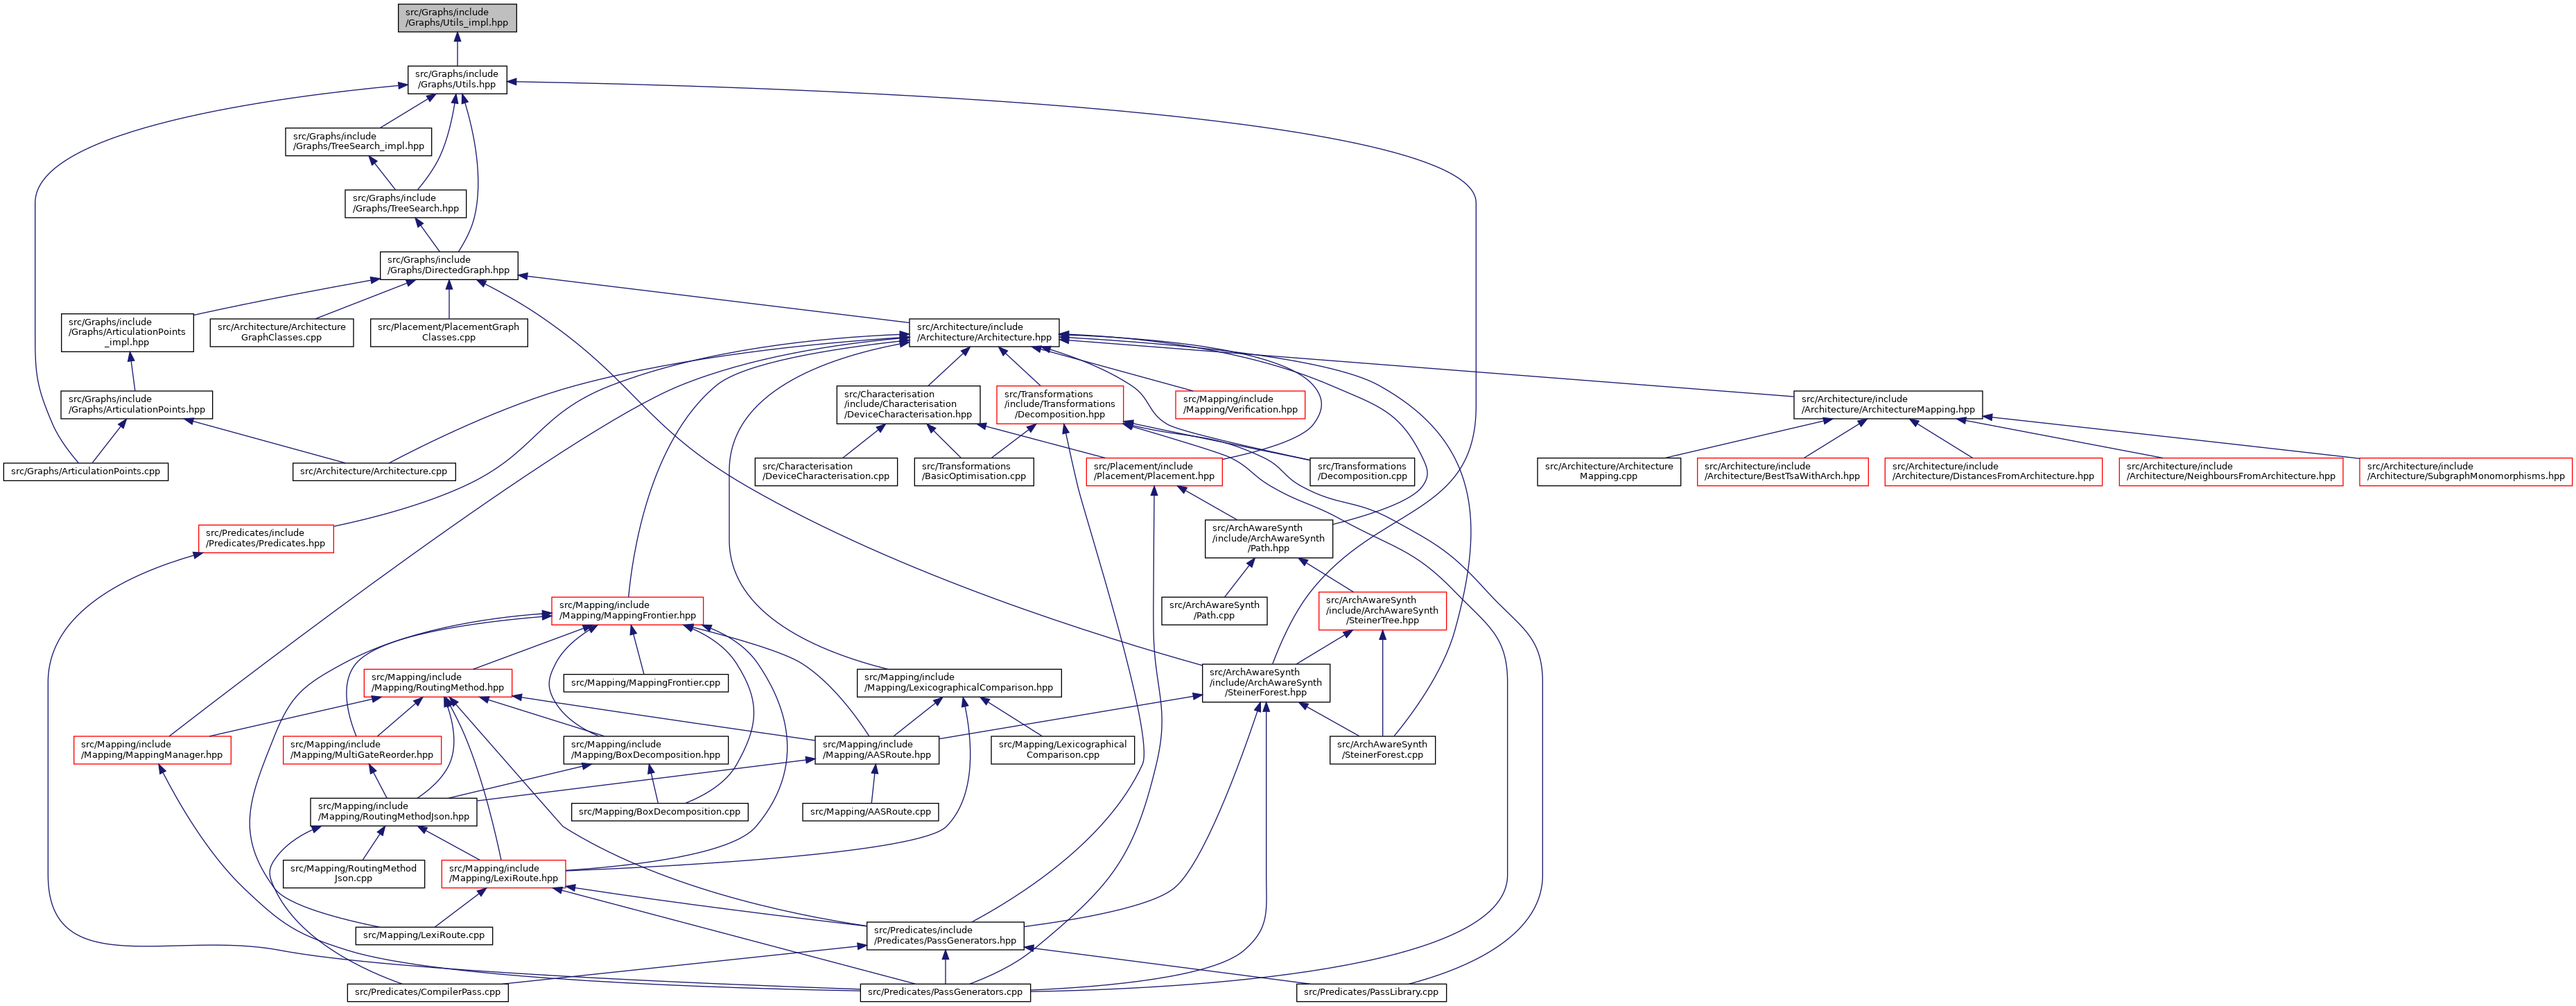 src/Graphs/include
/Graphs/Utils_impl.hpp
src/Graphs/include
/Graphs/Utils.hpp
src/Graphs/include
/Graphs/TreeSearch_impl.hpp
src/Graphs/include
/Graphs/TreeSearch.hpp
src/Graphs/include
/Graphs/DirectedGraph.hpp
src/Graphs/include
/Graphs/ArticulationPoints
_impl.hpp
src/Architecture/Architecture
GraphClasses.cpp
src/Placement/PlacementGraph
Classes.cpp
src/Architecture/include
/Architecture/Architecture.hpp
src/Graphs/include
/Graphs/ArticulationPoints.hpp
src/Characterisation
/include/Characterisation
/DeviceCharacterisation.hpp
src/Transformations
/include/Transformations
/Decomposition.hpp
src/Mapping/include
/Mapping/Verification.hpp
src/Architecture/include
/Architecture/ArchitectureMapping.hpp
src/Graphs/ArticulationPoints.cpp
src/Architecture/Architecture.cpp
src/Characterisation
/DeviceCharacterisation.cpp
src/Transformations
/BasicOptimisation.cpp
src/Placement/include
/Placement/Placement.hpp
src/Transformations
/Decomposition.cpp
src/Architecture/Architecture
Mapping.cpp
src/Architecture/include
/Architecture/BestTsaWithArch.hpp
src/Architecture/include
/Architecture/DistancesFromArchitecture.hpp
src/Architecture/include
/Architecture/NeighboursFromArchitecture.hpp
src/Architecture/include
/Architecture/SubgraphMonomorphisms.hpp
src/Predicates/include
/Predicates/Predicates.hpp
src/ArchAwareSynth
/include/ArchAwareSynth
/Path.hpp
src/Mapping/include
/Mapping/MappingFrontier.hpp
src/ArchAwareSynth
/Path.cpp
src/ArchAwareSynth
/include/ArchAwareSynth
/SteinerTree.hpp
src/Mapping/include
/Mapping/RoutingMethod.hpp
src/Mapping/MappingFrontier.cpp
src/Mapping/include
/Mapping/LexicographicalComparison.hpp
src/ArchAwareSynth
/include/ArchAwareSynth
/SteinerForest.hpp
src/Mapping/include
/Mapping/MappingManager.hpp
src/Mapping/include
/Mapping/MultiGateReorder.hpp
src/Mapping/include
/Mapping/BoxDecomposition.hpp
src/Mapping/include
/Mapping/AASRoute.hpp
src/Mapping/Lexicographical
Comparison.cpp
src/ArchAwareSynth
/SteinerForest.cpp
src/Mapping/include
/Mapping/RoutingMethodJson.hpp
src/Mapping/BoxDecomposition.cpp
src/Mapping/AASRoute.cpp
src/Mapping/RoutingMethod
Json.cpp
src/Mapping/include
/Mapping/LexiRoute.hpp
src/Mapping/LexiRoute.cpp
src/Predicates/include
/Predicates/PassGenerators.hpp
src/Predicates/CompilerPass.cpp
src/Predicates/PassGenerators.cpp
src/Predicates/PassLibrary.cpp